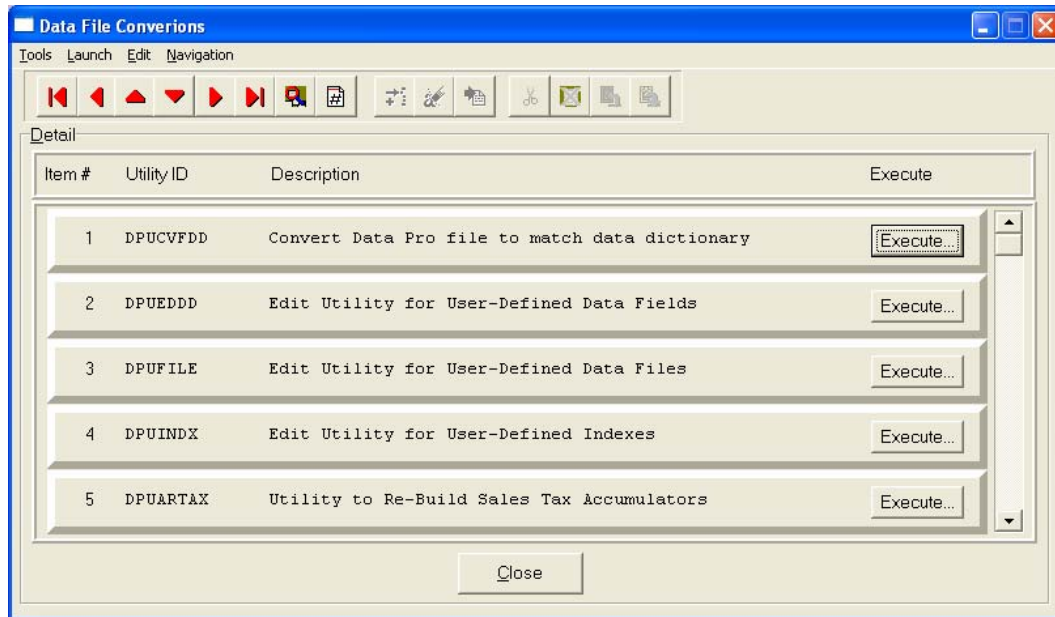 Data File Converions
Tools Launch Edit Navigation
Detail
Item # Utility ID Description Execute
1 DPUCVFDD Convert Data Pro file to match data dictionary Execute...
2 DPUEDDD Edit Utility for User-Defined Data Fields Execute...
3 DPUFILE Edit Utility for User-Defined Data Files Execute...
4 DPUINDX Edit Utility for User-Defined Indexes Execute...
5 DPUARTAX Utility to Re-Build Sales Tax Accumulators Execute...
Close